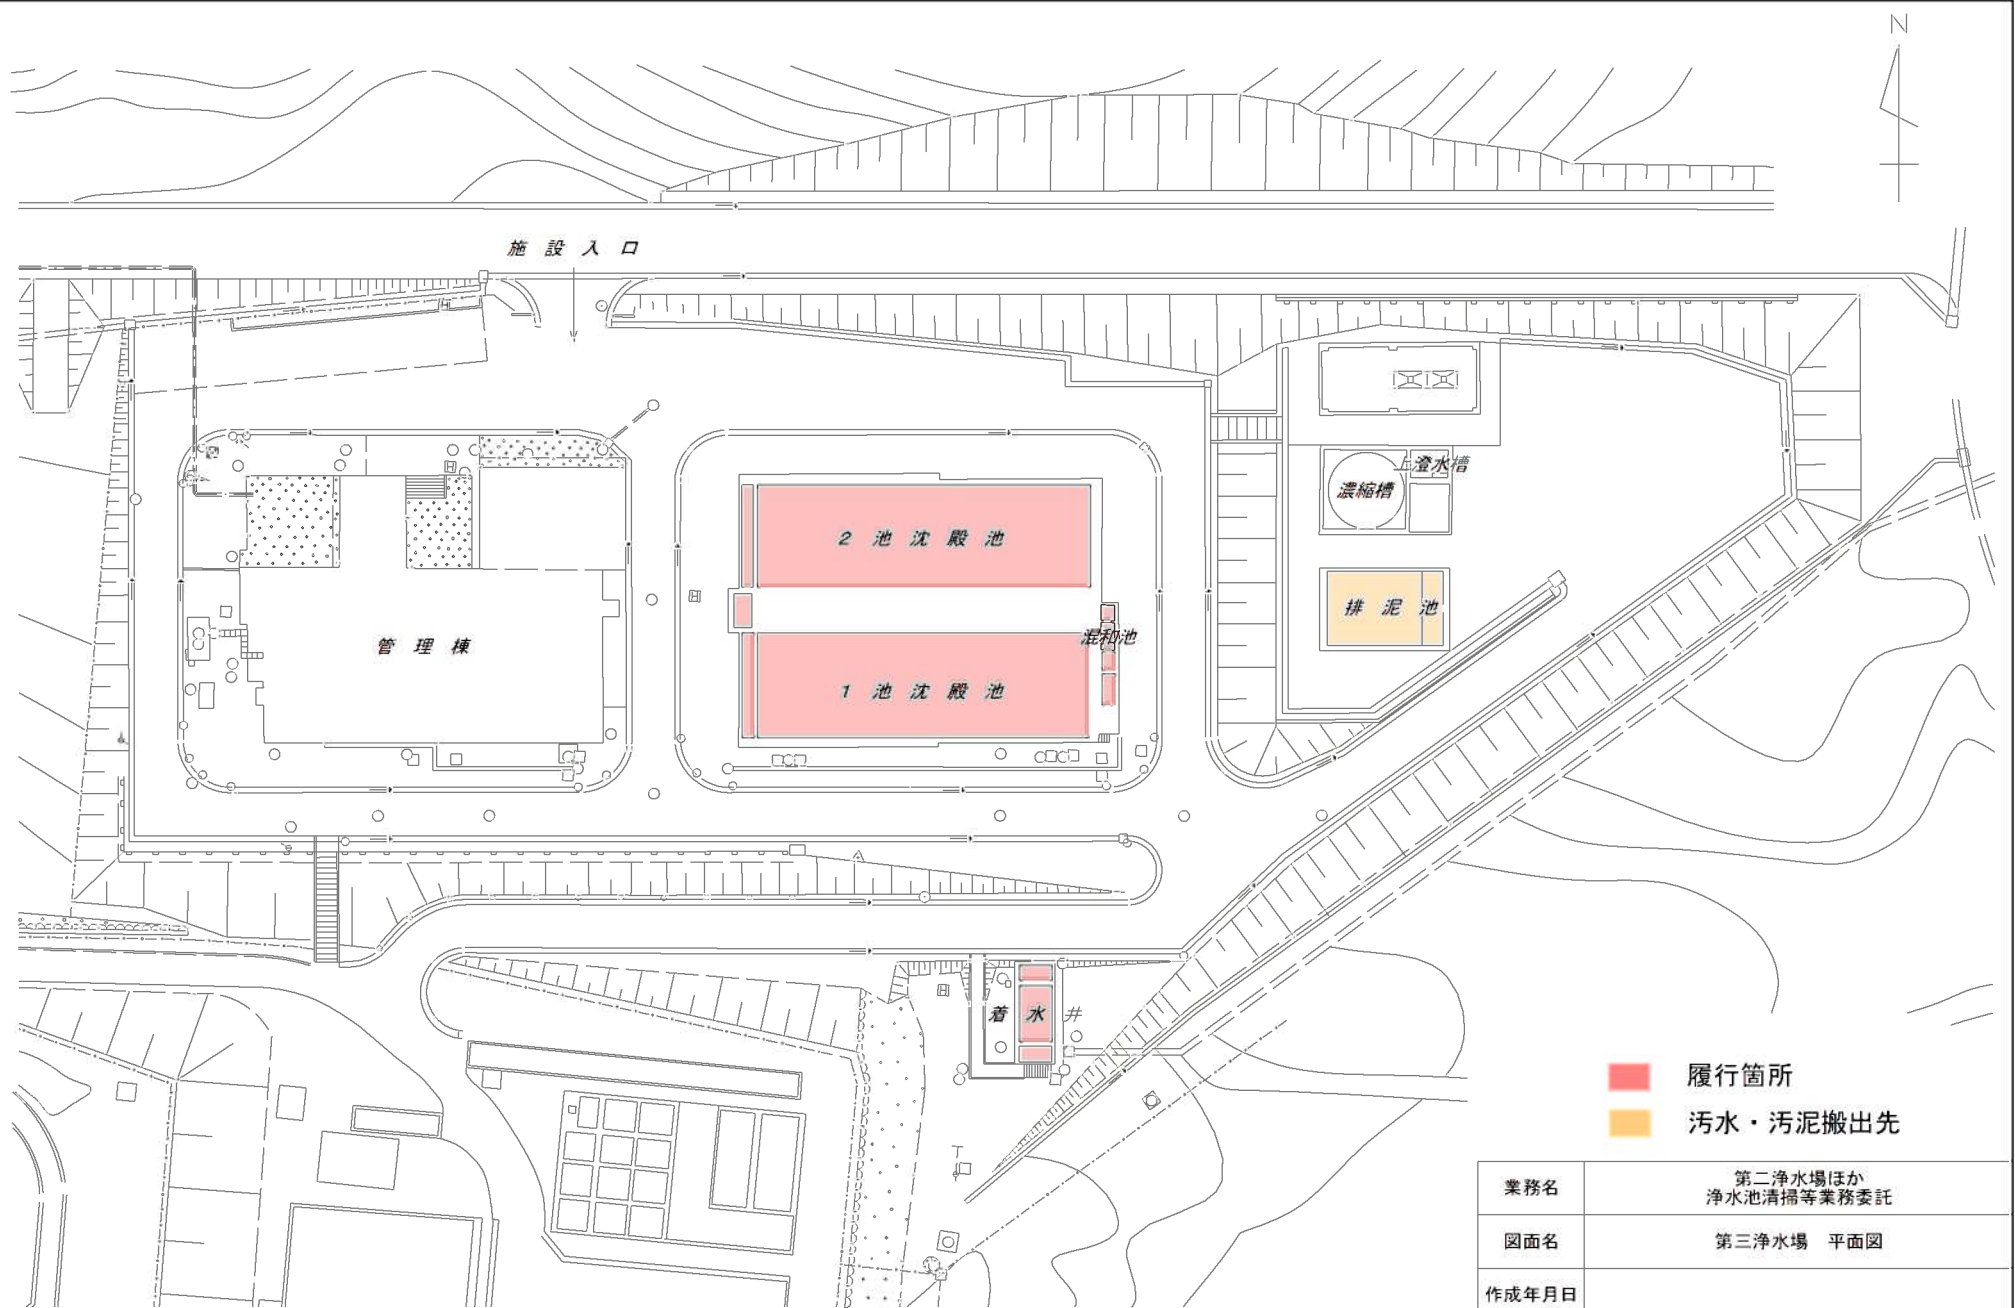 N
施設入口
上澄水槽
濃縮槽
2池沈殿池
排泥池
混和池
管理棟
1池沈殿池
着水井
履行箇所
汚水・汚泥搬出先
業務名
第二浄水場ほか
浄水池清掃等業務委託
図面名
第三浄水場 平面図
作成年月日